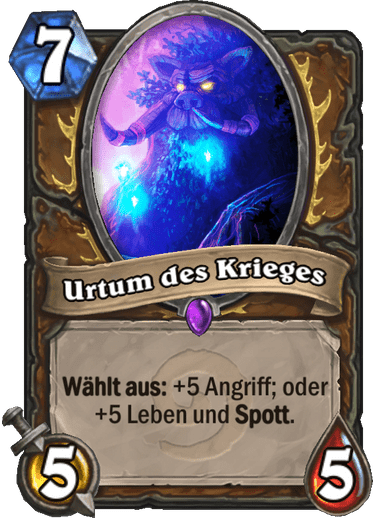 7
Urtum des Krieges
Wählt aus: +5 Angriff; oder
+5 Leben und Spott.
5
5